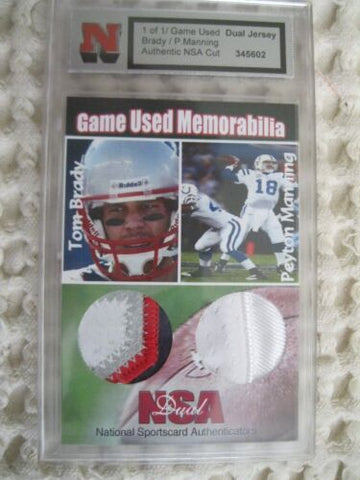 N
1 of 1/ Game Used
Brady / P.Manning
Authentic NSA Cut
Dual Jersey
345602
Game Used Memorabilia
Tom Brady
Riddell
18
Peyton Manning
NSA
Dual
National Sportscard Authenticators